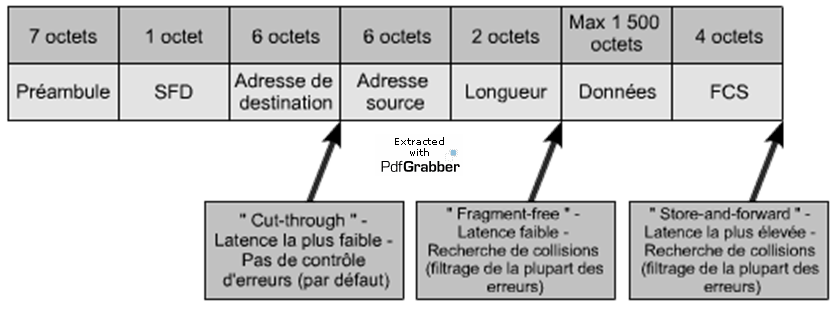 7 octets
1 octet
6 octets
6 octets
2 octets
Max 1 500
octets
4 octets
Préambule
SFD
Adresse de
destination
Adresse
source
Longueur
Données
FCS
Extracted
with
PdfGrabber
" Cut-through " -
Latence la plus faible -
Pas de contrôle
d'erreurs (par défaut)
" Fragment-free " -
Latence faible -
Recherche de collisions
(filtrage de la plupart des
erreurs)
" Store-and-forward " -
Latence la plus élevée -
Recherche de collisions
(filtrage de la plupart des
erreurs)